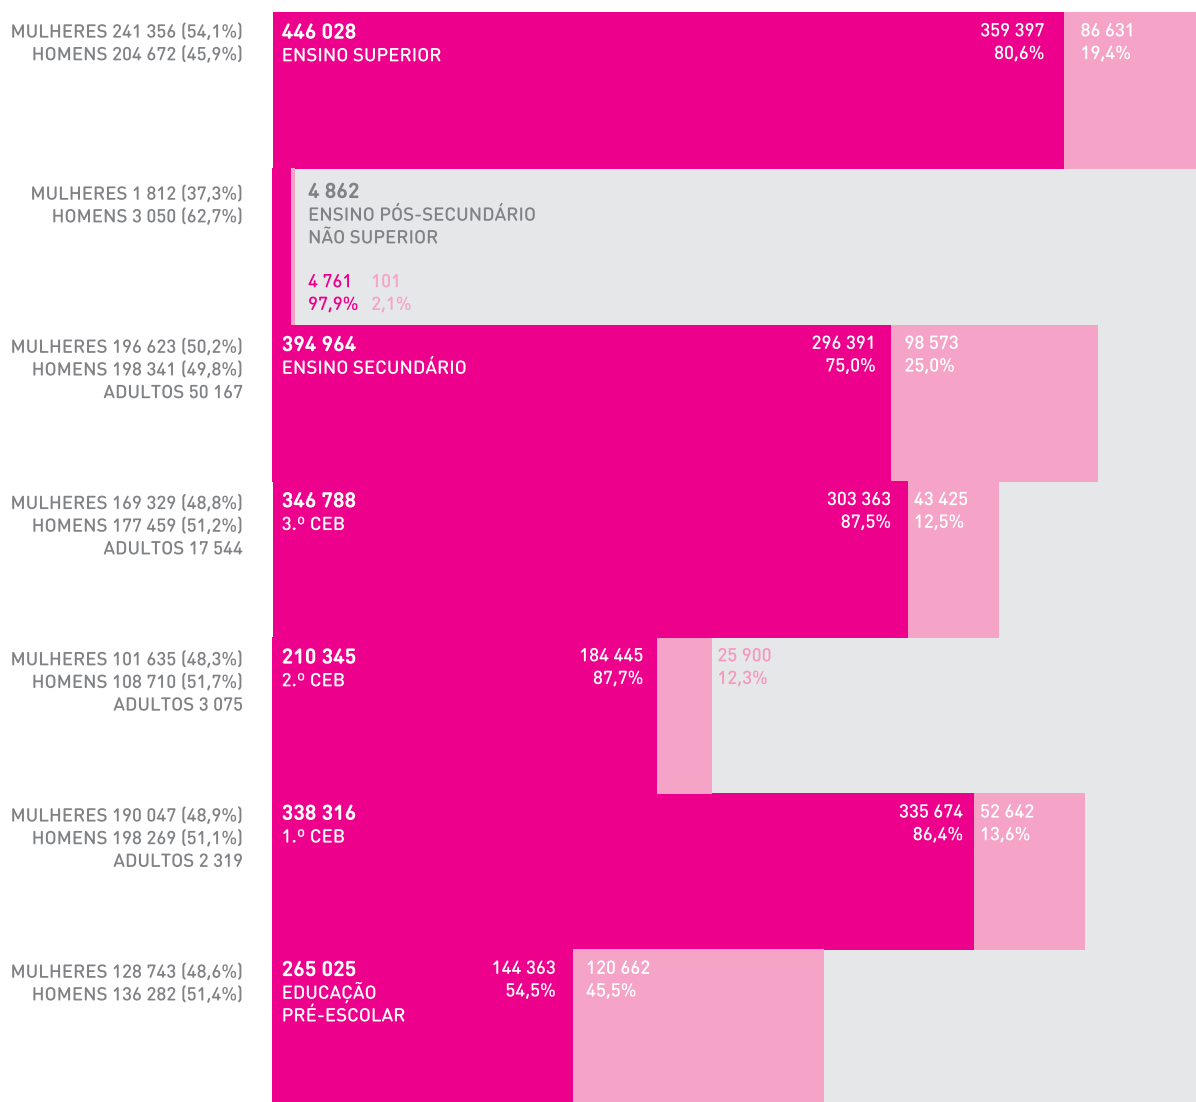 MULHERES 241 356 (54,1%)
HOMENS 204 672 (45,9%)
446 028
ENSINO SUPERIOR
359 397
80,6%
86 631
19,4%
MULHERES 1 812 (37,3%)
HOMENS 3 050 (62,7%)
4 862
ENSINO PÓS-SECUNDÁRIO
NÃO SUPERIOR
4 761
97,9%
101
2,1%
MULHERES 196 623 (50,2%)
HOMENS 198 341 (49,8%)
ADULTOS 50 167
394 964
ENSINO SECUNDÁRIO
296 391
75,0%
98 573
25,0%
MULHERES 169 329 (48,8%)
HOMENS 177 459 (51,2%)
ADULTOS 17 544
346 788
3.º CEB
303 363
87,5%
43 425
12,5%
MULHERES 101 635 (48,3%)
HOMENS 108 710 (51,7%)
ADULTOS 3 075
210 345
2.º CEB
184 445
87,7%
25 900
12,3%
MULHERES 190 047 (48,9%)
HOMENS 198 269 (51,1%)
ADULTOS 2 319
338 316
1.º CEB
335 674
86,4%
52 642
13,6%
MULHERES 128 743 (48,6%)
HOMENS 136 282 (51,4%)
265 025
EDUCAÇÃO
PRÉ-ESCOLAR
144 363
54,5%
120 662
45,5%